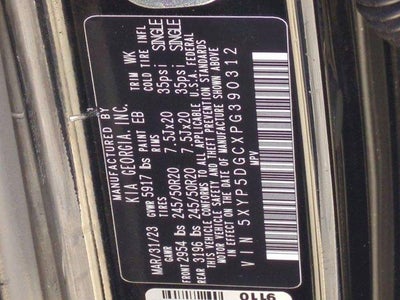 MANUFACTURED BY
KIA GEORGIA, INC.
MAR/31/23 GVWR 5917 lbs PAINT EB TRIM WK
GAWR TIRES RIMS COLD TIRE INFL
FRONT 2954 lbs 245/50R20 7.5Jx20 35psi SINGLE
REAR 3196 lbs 245/50R20 7.5Jx20 35psi SINGLE
THIS VEHICLE CONFORMS TO ALL APPLICABLE U.S.A. FEDERAL
MOTOR VEHICLE SAFETY AND THEFT PREVENTION STANDARDS
IN EFFECT ON THE DATE OF MANUFACTURE SHOWN ABOVE
VIN 5XYP5DGCXPG390312
MPV
9110